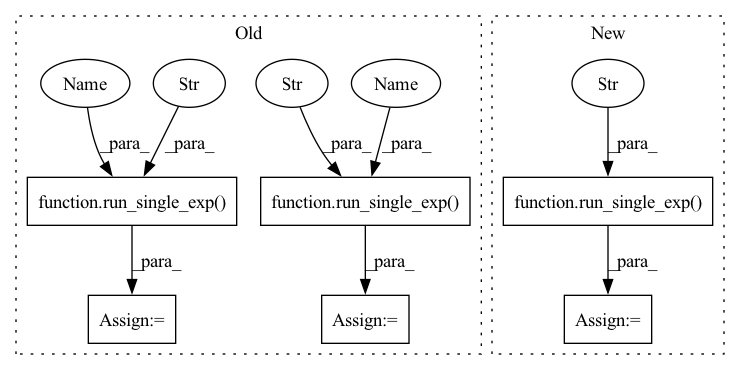 Old
New
Name
Str
Str
Name
Str
_para_
_para_
_para_
_para_
_para_
function.run_single_exp()
function.run_single_exp()
function.run_single_exp()
_para_
_para_
_para_
Assign:=
Assign:=
Assign:=